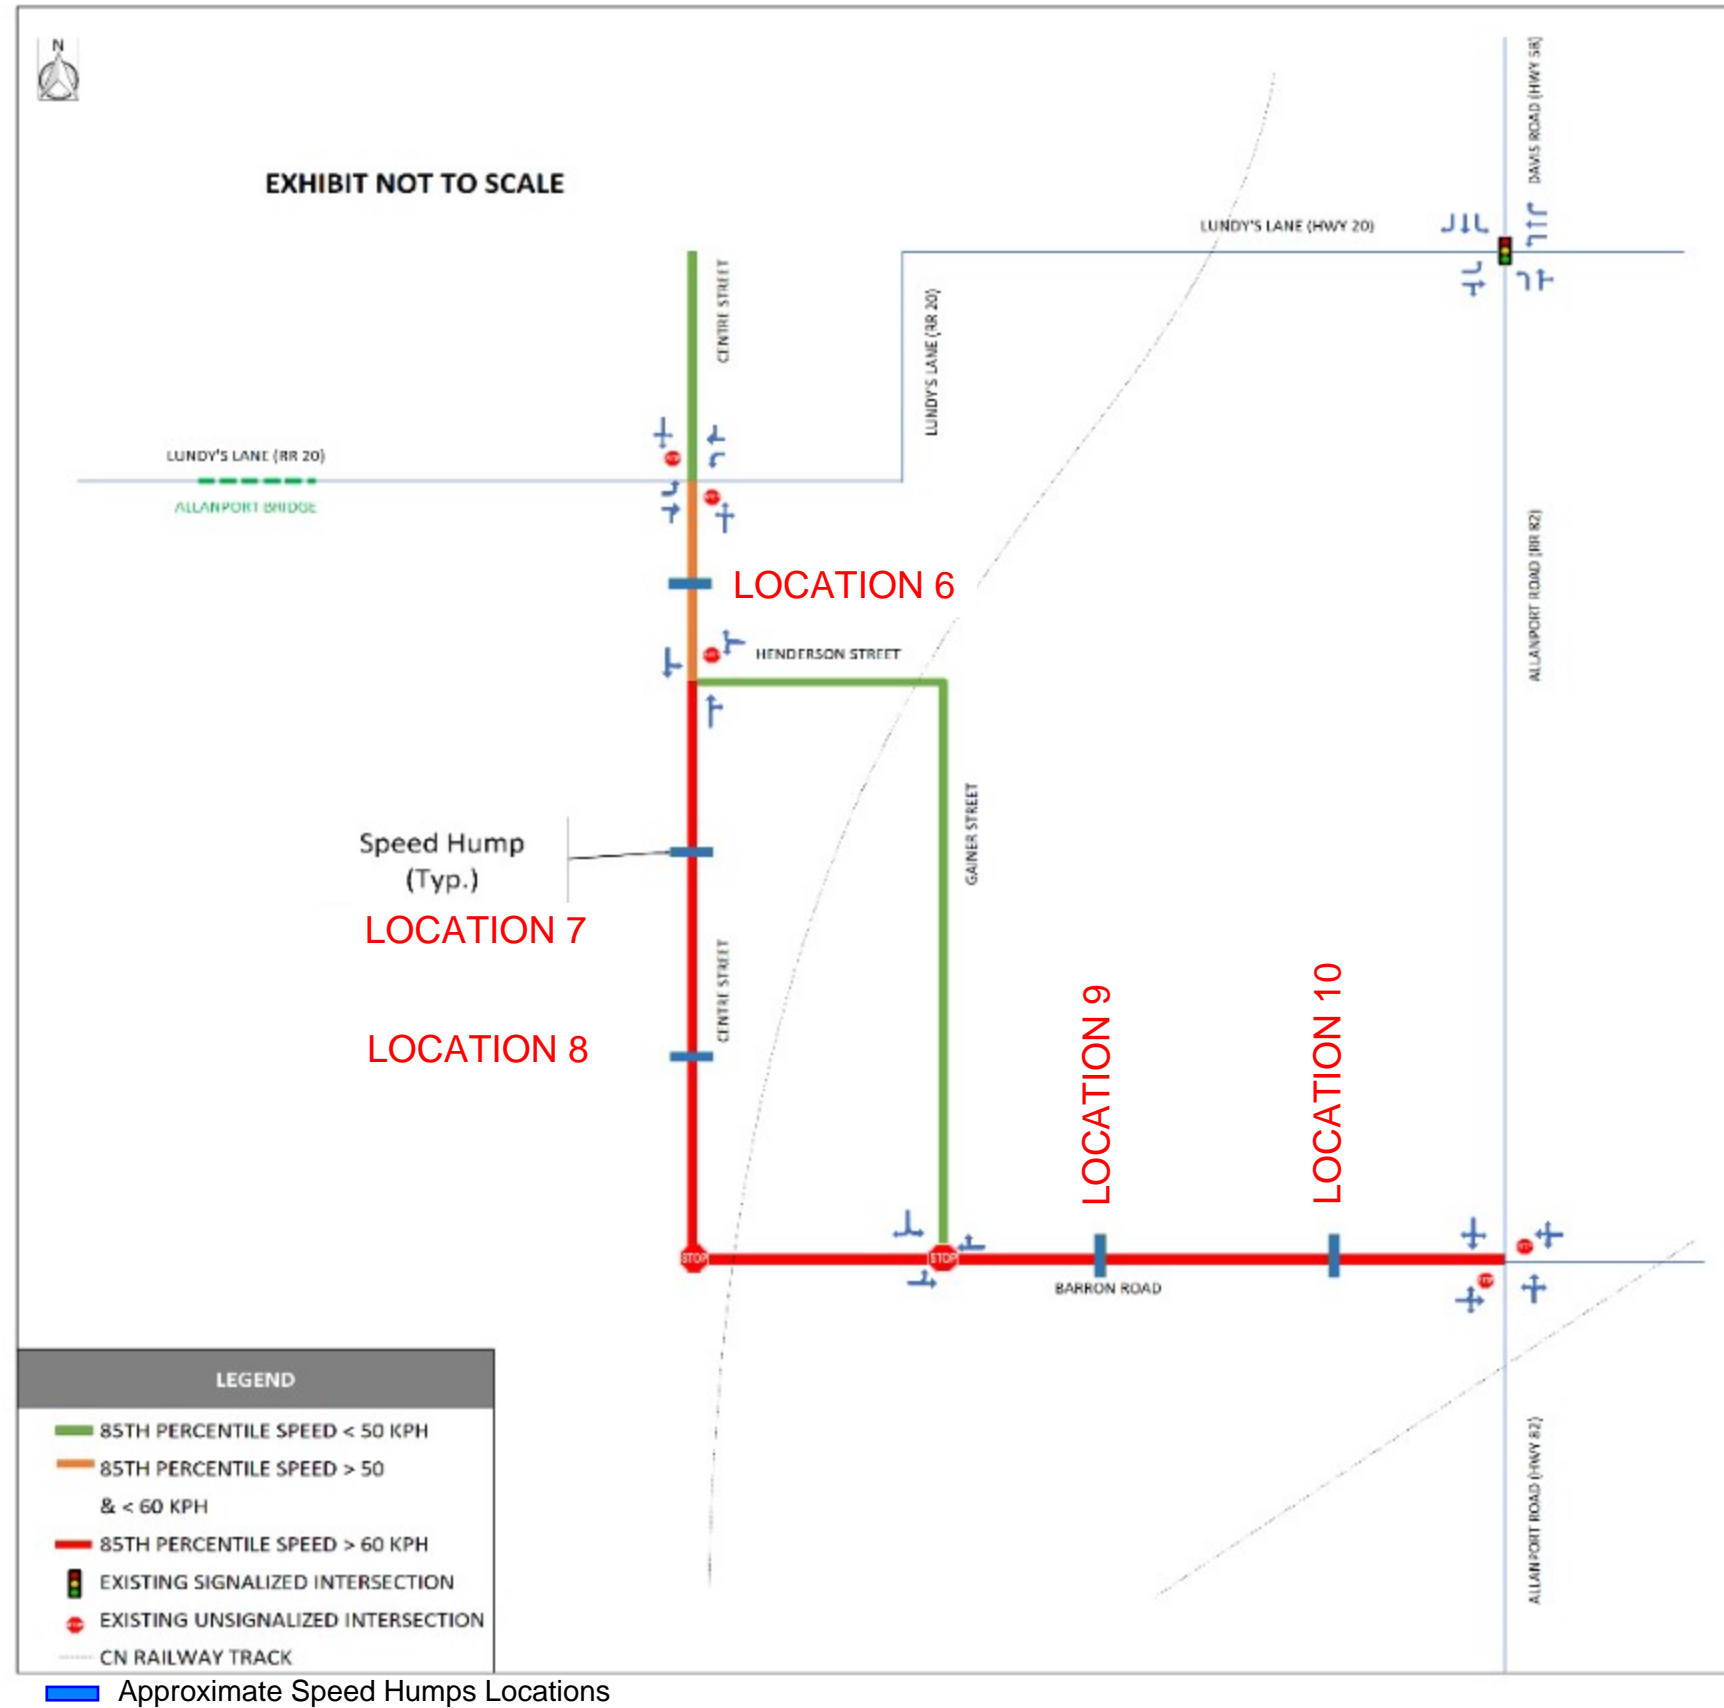 N
EXHIBIT NOT TO SCALE
DAVIS ROAD (HWY 58)
LUNDY'S LANE (HWY 20)
CENTRE STREET
LUNDY'S LANE (RR 20)
LUNDY'S LANE (RR 20)
ALLANPORT BRIDGE
ALLANPORT ROAD (RR 82)
LOCATION 6
HENDERSON STREET
GAINER STREET
Speed Hump
(Typ.)
LOCATION 7
CENTRE STREET
LOCATION 8
LOCATION 9
LOCATION 10
STOP
STOP
BARRON ROAD
ALLANPORT ROAD (HWY 82)
LEGEND
85TH PERCENTILE SPEED < 50 KPH
85TH PERCENTILE SPEED > 50
& < 60 KPH
85TH PERCENTILE SPEED > 60 KPH
EXISTING SIGNALIZED INTERSECTION
EXISTING UNSIGNALIZED INTERSECTION
CN RAILWAY TRACK
Approximate Speed Humps Locations